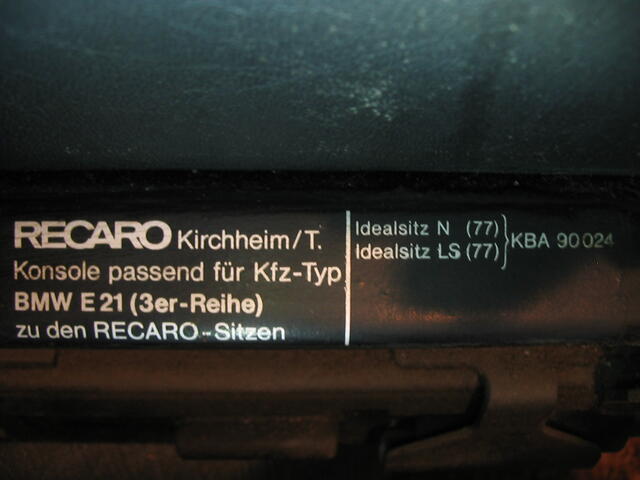 RECARO Kirchheim/T.
Konsole passend für Kfz-Typ
BMW E 21 (3er-Reihe)
zu den RECARO-Sitzen
Idealsitz N (77)
Idealsitz LS (77)
KBA 90024